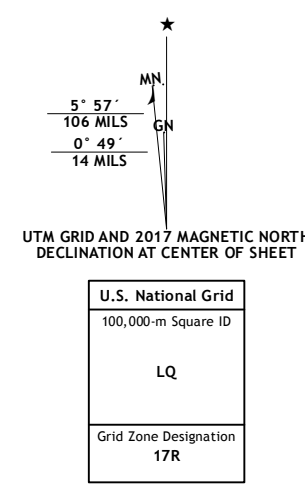 ★
MN.
5° 57´
106 MILS
GN
0° 49´
14 MILS
UTM GRID AND 2017 MAGNETIC NORTH
DECLINATION AT CENTER OF SHEET
U.S. National Grid
100,000-m Square ID
LQ
Grid Zone Designation
17R